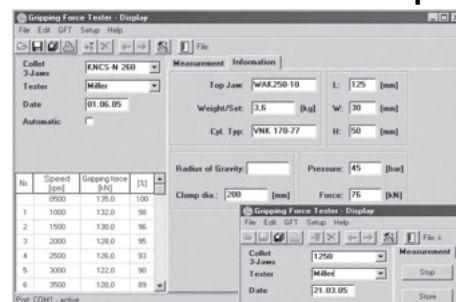 Gripping Force Tester - Display
File Edit GFT Setup Help
File:
Collet KNCS-N 260
3-Jaws
Tester Miller
Date 01.06.05
Automatic
Measurement Information
Top Jaw: WAK250-10 L: 125 [mm]
Weight/Set: 3,6 [kg] W: 30 [mm]
Cyl. Typ: VNK 170-77 H: 50 [mm]
Radius of Gravity: Pressure: 45 [bar]
Clamp dia.: 200 [mm] Force: 76 [kN]
Nr. Speed [rpm] Gripping force [kN] [%]
0500 135,0 100
1 1000 132,0 98
2 1500 130,0 96
3 2000 128,0 95
4 2500 126,0 93
5 3000 122,0 90
6 3500 120,0 89
Port: COM1 - active
Gripping Force Tester - Display
File Edit GFT Setup Help
File:
Collet 1250
3-Jaws
Tester Miller
Date 21.03.05
Measurement
Stop
Store